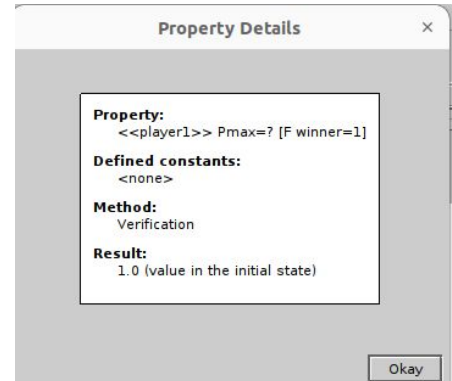 Property Details
×
Property:
<<player1>> Pmax=? [F winner=1]
Defined constants:
<none>
Method:
Verification
Result:
1.0 (value in the initial state)
Okay